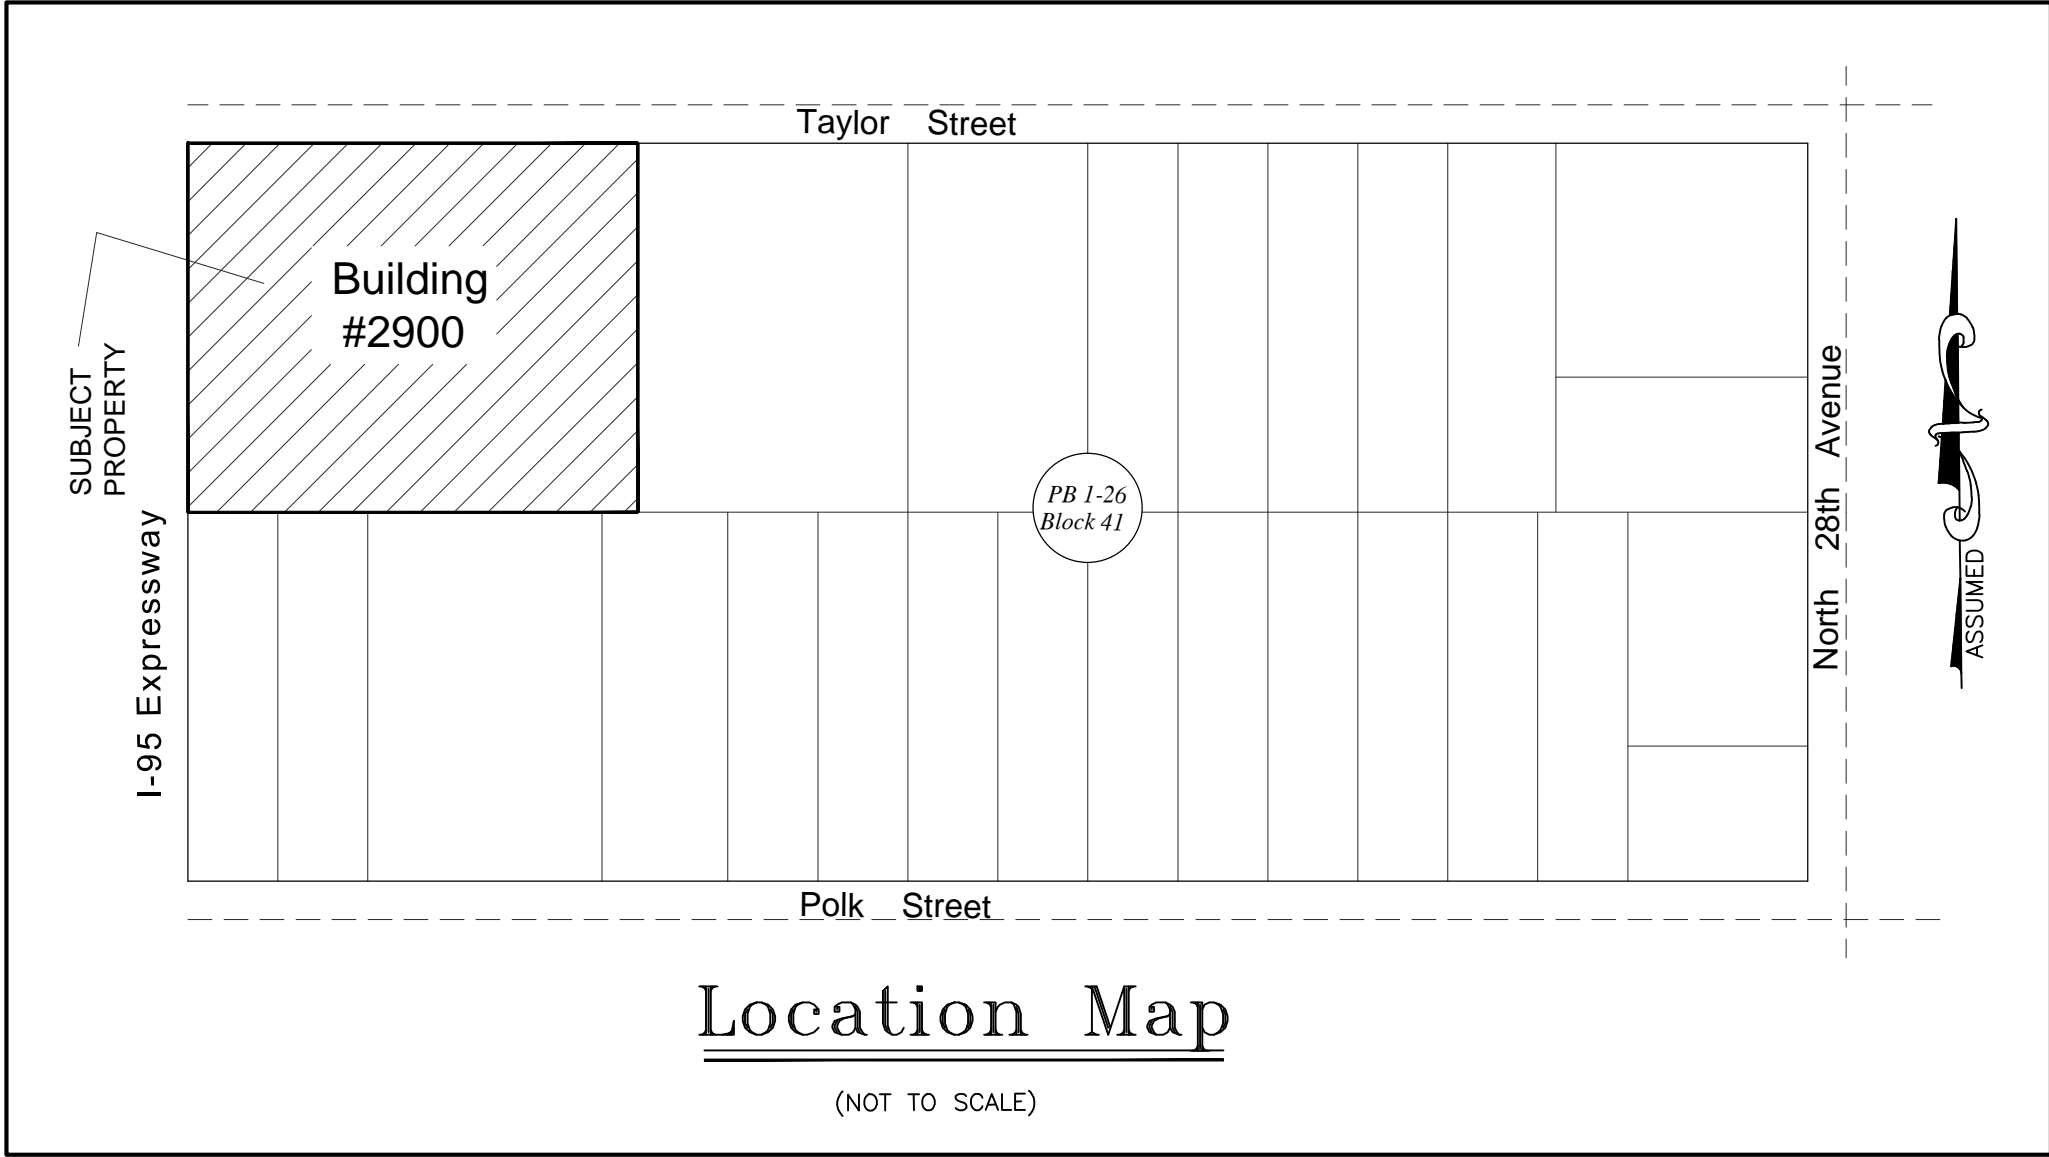 Taylor Street
Building
#2900
SUBJECT
PROPERTY
I-95 Expressway
PB 1-26
Block 41
North 28th Avenue
ASSUMED
Polk Street
Location Map
(NOT TO SCALE)